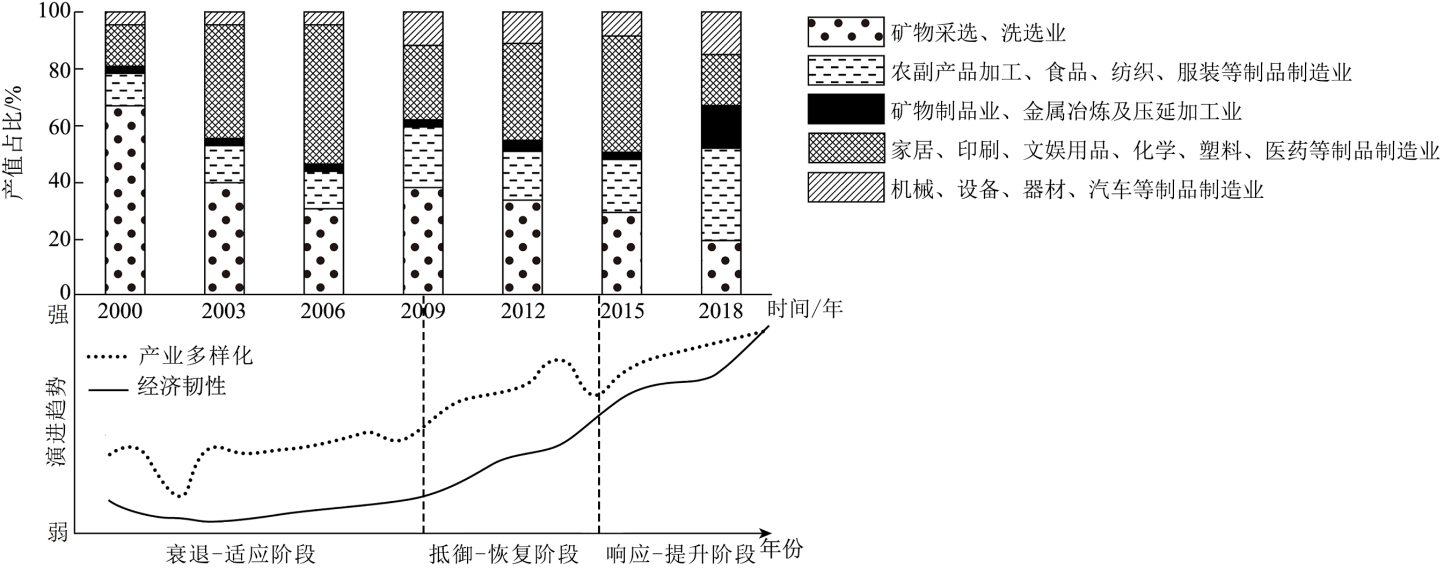 产值占比/%
100
80
60
40
20
0
2000 2003 2006 2009 2012 2015 2018 时间/年
矿物采选、洗选业
农副产品加工、食品、纺织、服装等制品制造业
矿物制品业、金属冶炼及压延加工业
家居、印刷、文娱用品、化学、塑料、医药等制品制造业
机械、设备、器材、汽车等制品制造业
强
产业多样化
经济韧性
演进趋势
弱
衰退-适应阶段 抵御-恢复阶段 响应-提升阶段 年份